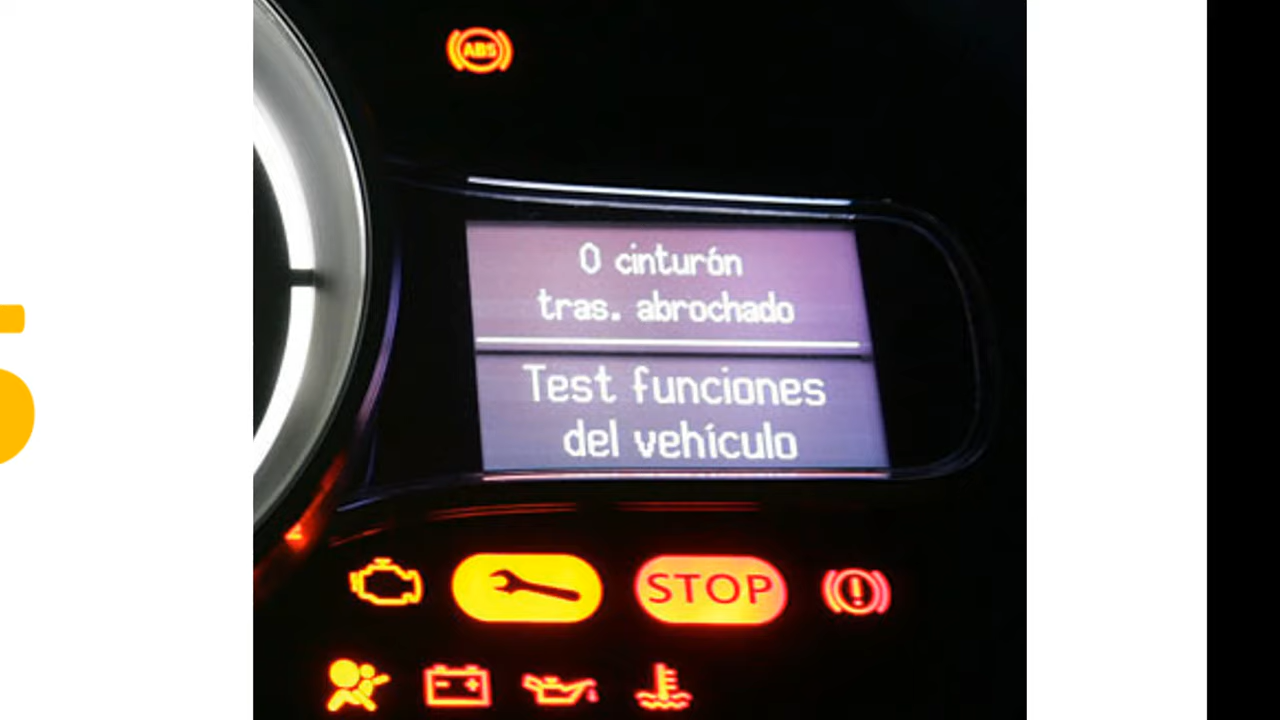 ABS
0 cinturón
tras. abrochado
Test funciones
del vehículo
STOP